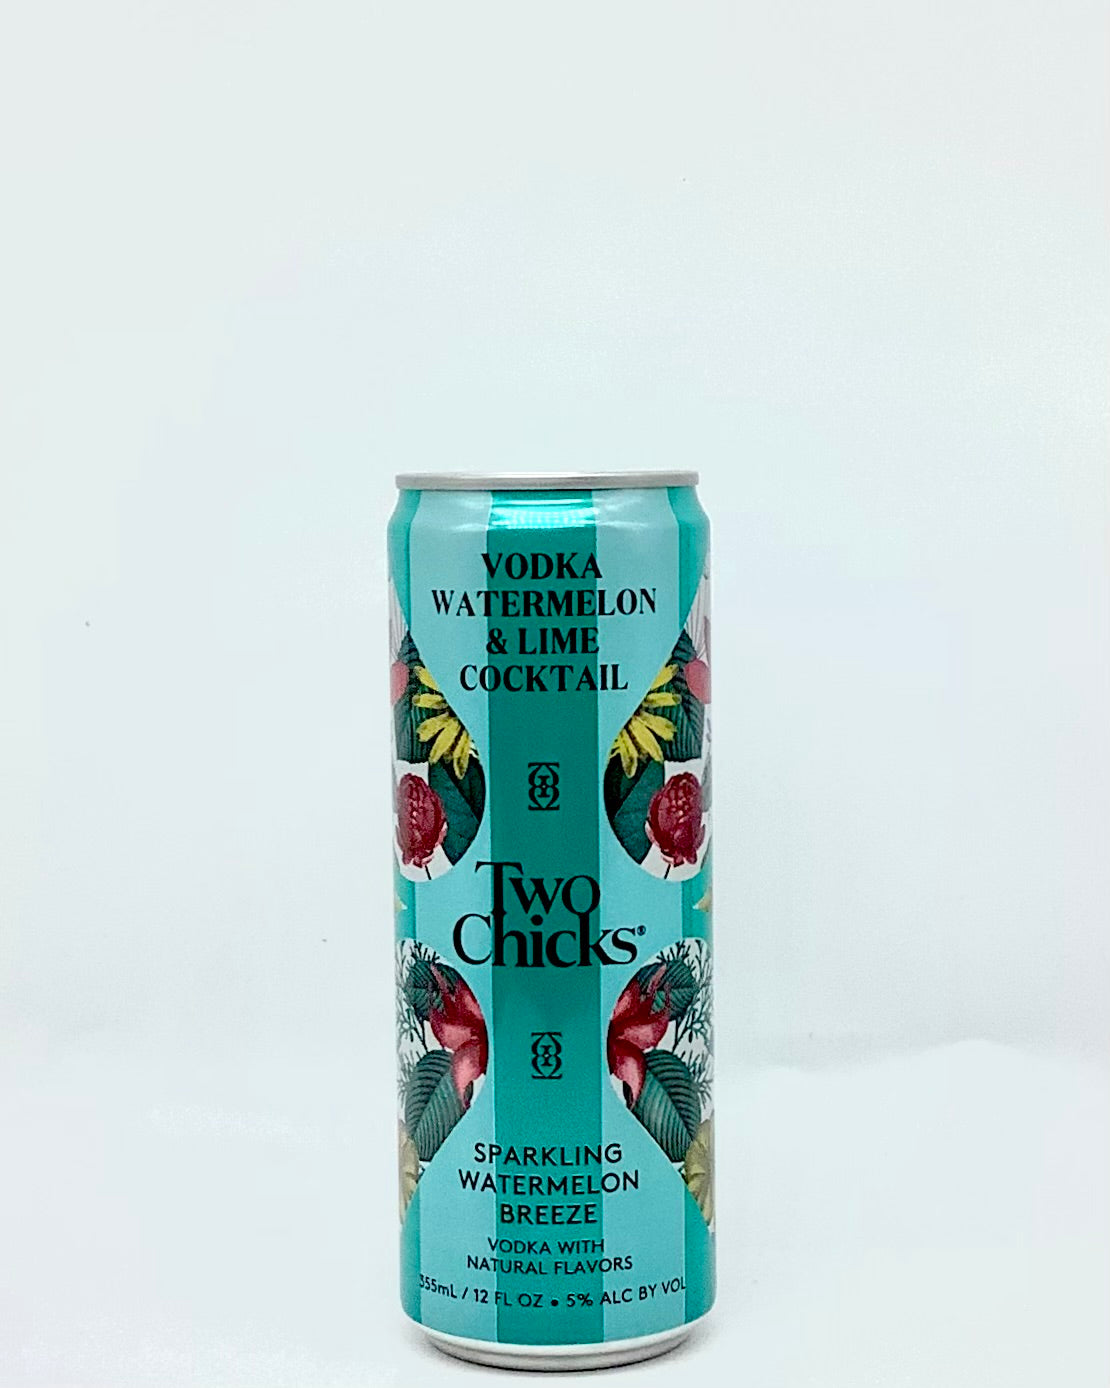 VODKA
WATERMELON
& LIME
COCKTAIL
Two
Chicks®
SPARKLING
WATERMELON
BREEZE
VODKA WITH
NATURAL FLAVORS
355mL / 12 FL OZ • 5% ALC BY VOL